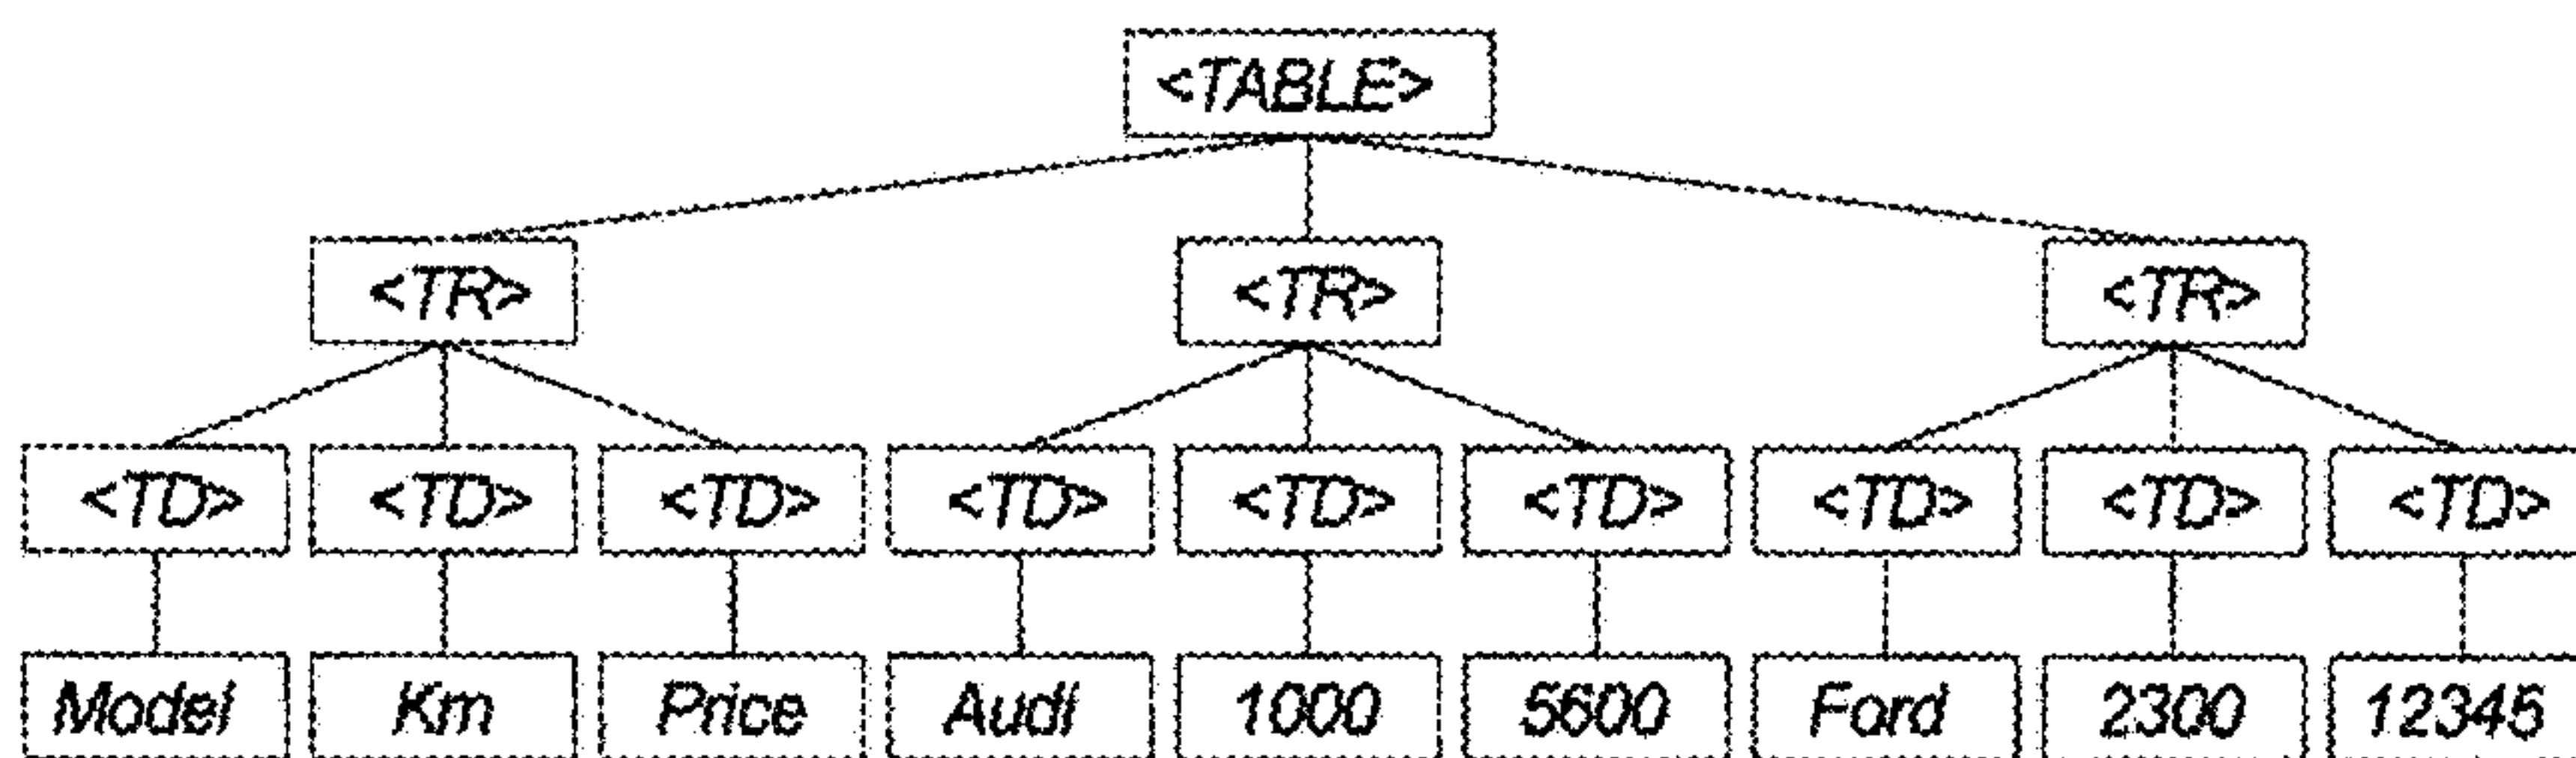 <TABLE>
<TR> <TR> <TR>
<TD> <TD> <TD> <TD> <TD> <TD> <TD> <TD> <TD>
Model Km Price Audi 1000 5600 Ford 2300 12345